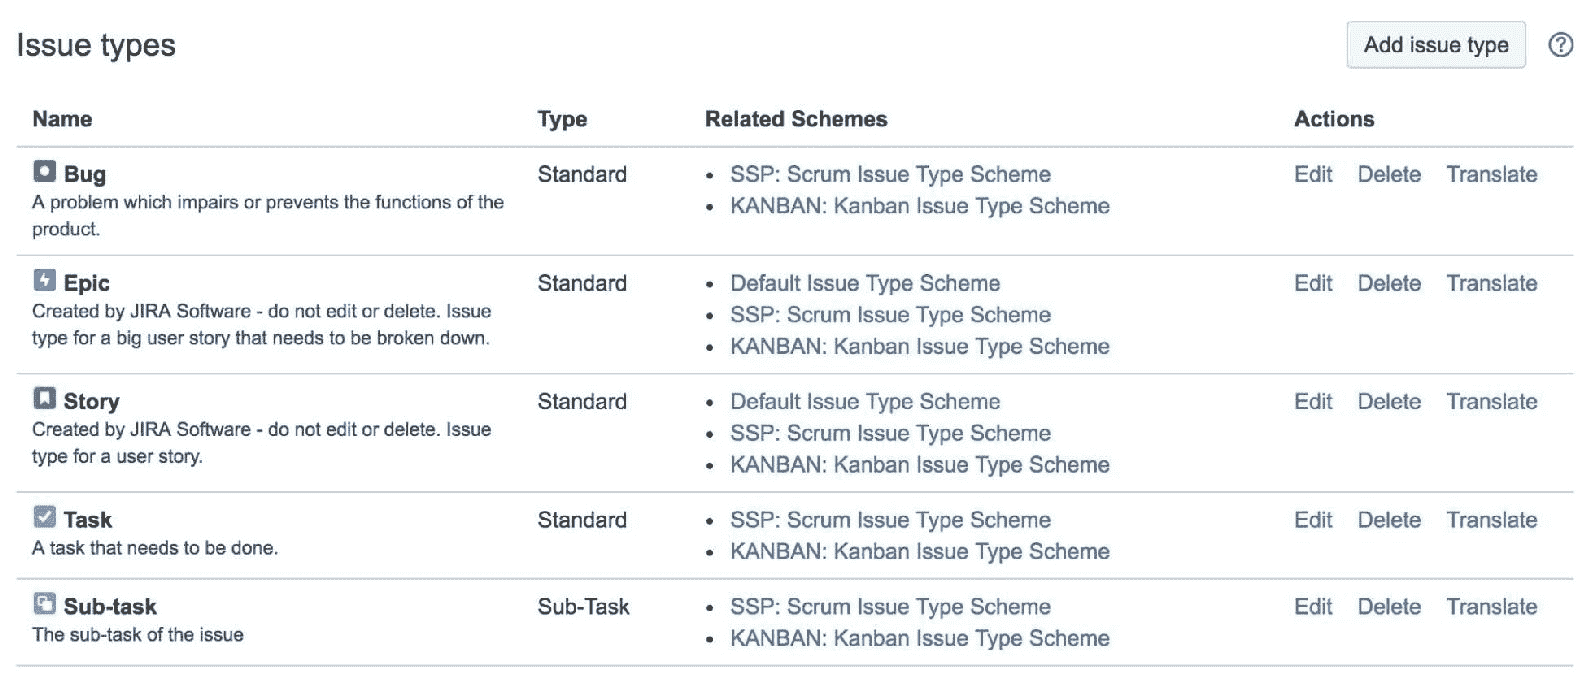 Issue types
Add issue type
?
Name Type Related Schemes Actions
Bug Standard • SSP: Scrum Issue Type Scheme Edit Delete Translate
A problem which impairs or prevents the functions of the • KANBAN: Kanban Issue Type Scheme
product.
Epic Standard • Default Issue Type Scheme Edit Delete Translate
Created by JIRA Software - do not edit or delete. Issue • SSP: Scrum Issue Type Scheme
type for a big user story that needs to be broken down. • KANBAN: Kanban Issue Type Scheme
Story Standard • Default Issue Type Scheme Edit Delete Translate
Created by JIRA Software - do not edit or delete. Issue • SSP: Scrum Issue Type Scheme
type for a user story. • KANBAN: Kanban Issue Type Scheme
Task Standard • SSP: Scrum Issue Type Scheme Edit Delete Translate
A task that needs to be done. • KANBAN: Kanban Issue Type Scheme
Sub-task Sub-Task • SSP: Scrum Issue Type Scheme Edit Delete Translate
The sub-task of the issue • KANBAN: Kanban Issue Type Scheme